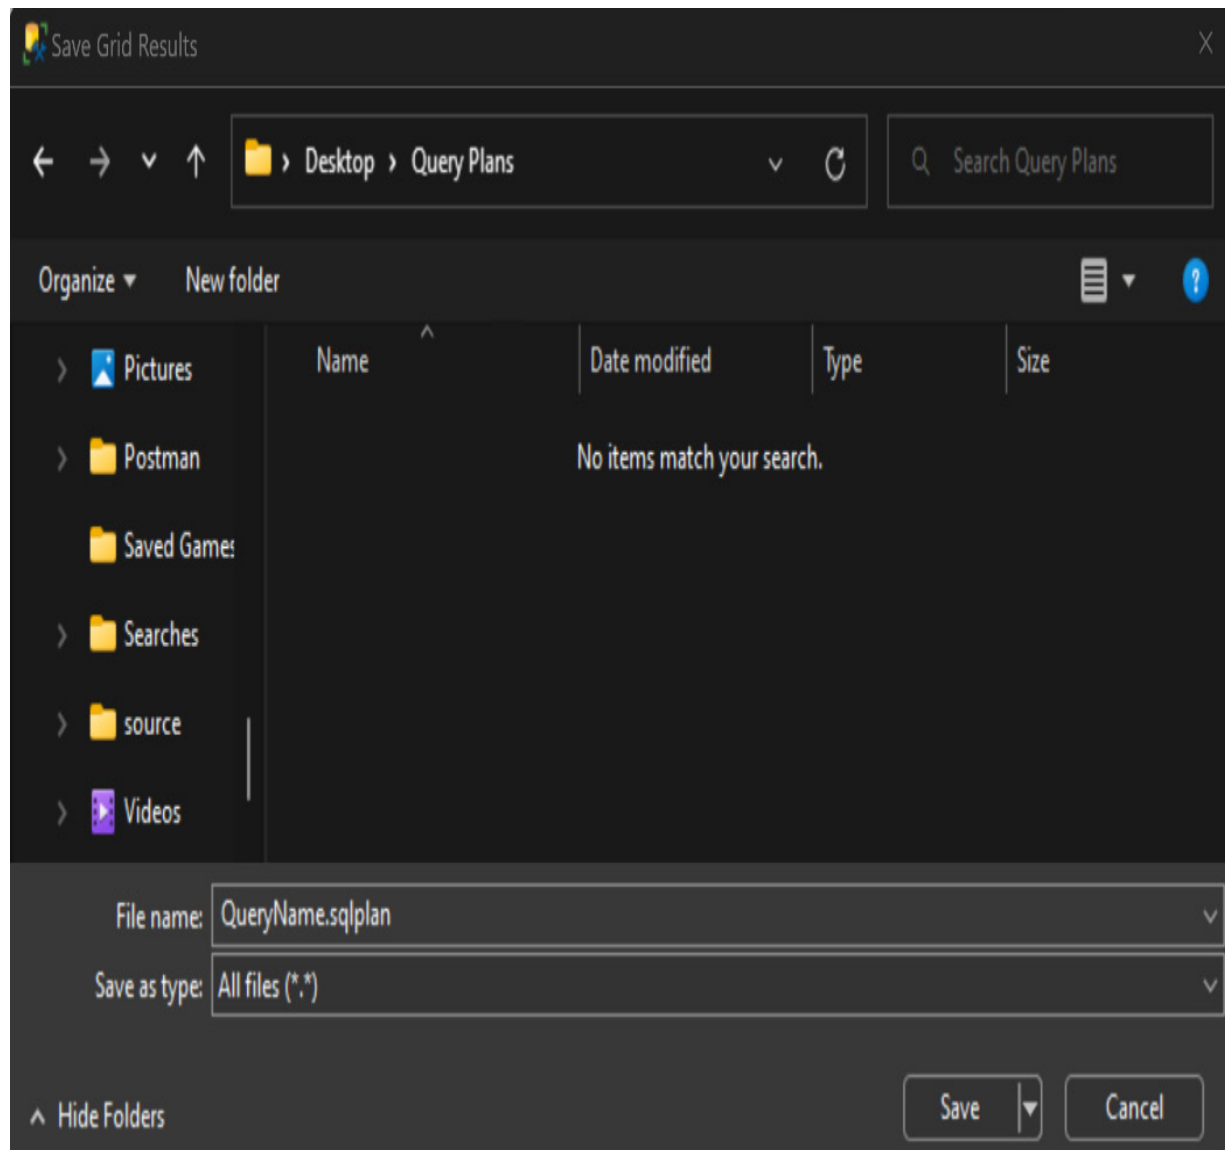 Save Grid Results
Desktop > Query Plans
Search Query Plans
Organize
New folder
Name
Date modified
Type
Size
Pictures
No items match your search.
Postman
Saved Games
Searches
source
Videos
File name: QueryName.sqlplan
Save as type: All files (*.*)
Hide Folders
Save
Cancel